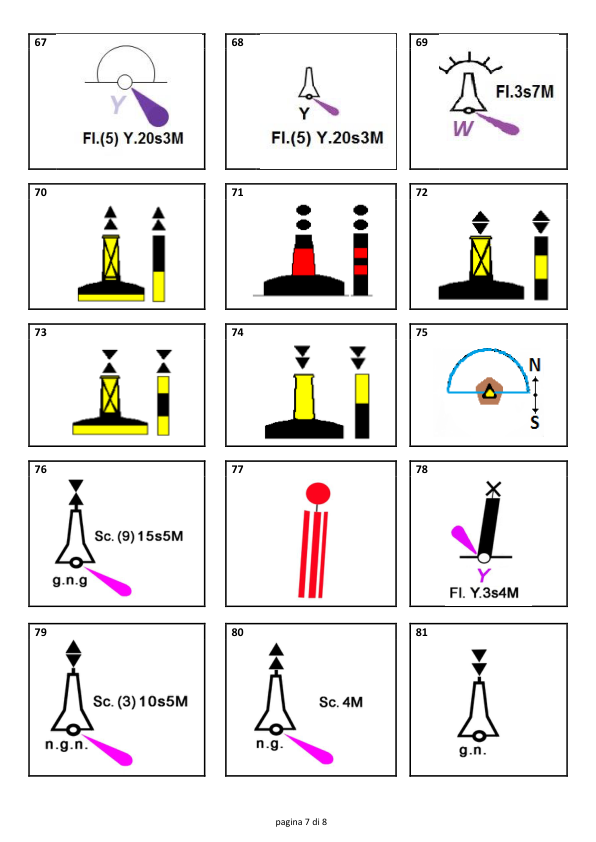 67
Y
Fl.(5) Y.20s3M
68
Y
Fl.(5) Y.20s3M
69
Fl.3s7M
W
70
71
72
73
74
75
N
S
76
Sc. (9) 15s5M
g.n.g
77
78
Y
Fl. Y.3s4M
79
Sc. (3) 10s5M
n.g.n.
80
Sc. 4M
n.g.
81
g.n.
pagina 7 di 8